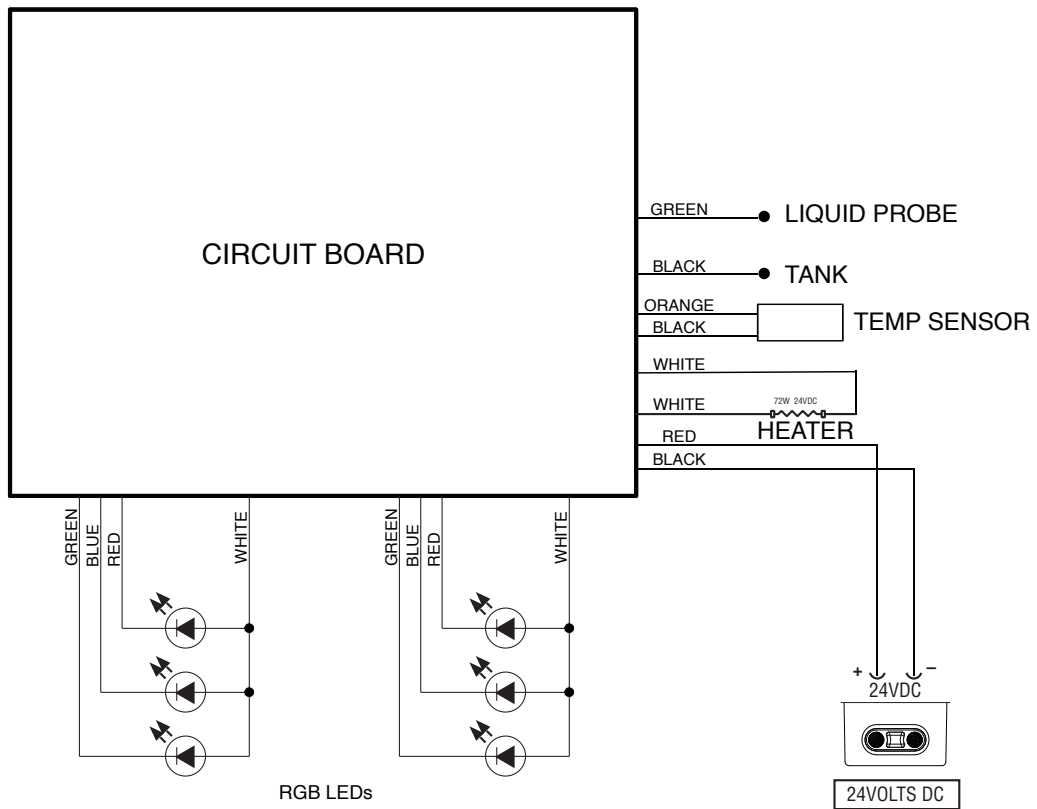 CIRCUIT BOARD
GREEN
LIQUID PROBE
BLACK
TANK
ORANGE
BLACK
TEMP SENSOR
WHITE
WHITE
72W 24VDC
HEATER
RED
BLACK
GREEN
BLUE
RED
WHITE
GREEN
BLUE
RED
WHITE
RGB LEDs
+ −
24VDC
24VOLTS DC